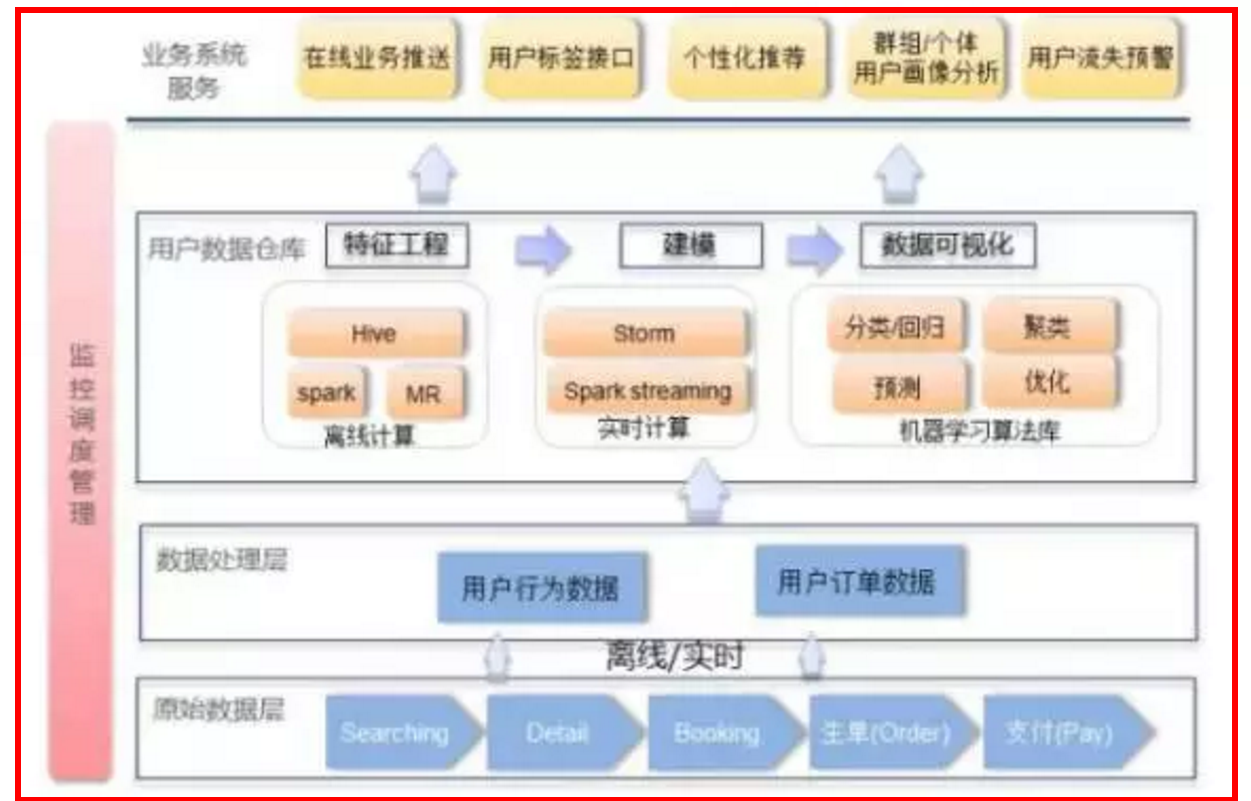 业务系统
服务
在线业务推送
用户标签接口
个性化推荐
群组/个体
用户画像分析
用户流失预警
监控调度管理
用户数据仓库
特征工程
建模
数据可视化
Hive
spark
MR
离线计算
Storm
Spark streaming
实时计算
分类/回归
聚类
预测
优化
机器学习算法库
数据处理层
用户行为数据
用户订单数据
离线/实时
原始数据层
Searching
Detail
Booking
生单(Order)
支付(Pay)